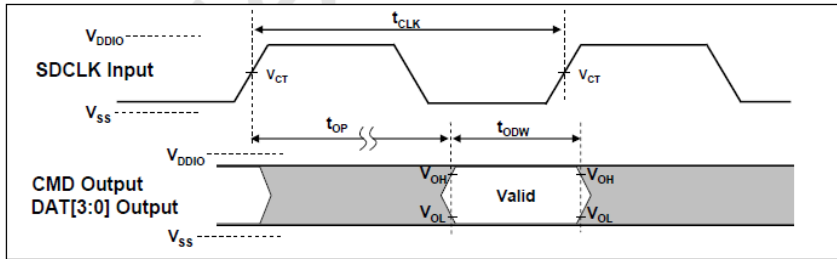 tCLK
VDDIO
SDCLK Input
VCT
VCT
VSS
tOP
tODW
VDDIO
CMD Output
DAT[3:0] Output
VOH
Valid
VOH
VOL
VOL
VSS